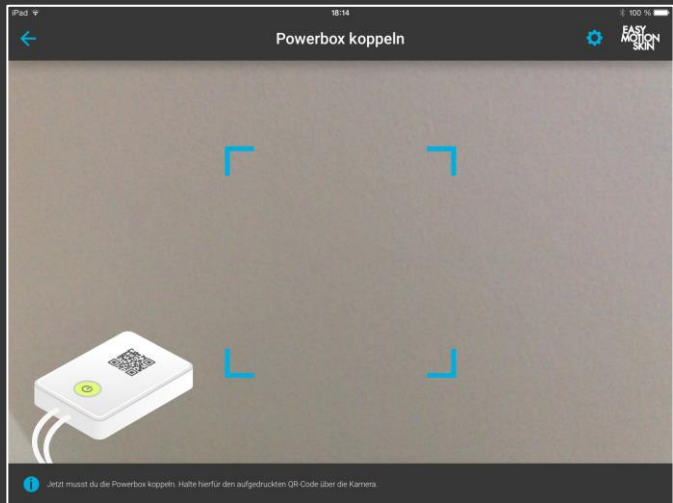 iPad
18:14
100 %
Powerbox koppeln
EASY
MOTION
SKIN
Jetzt musst du die Powerbox koppeln. Halte hierfür den aufgedruckten QR-Code über die Kamera.